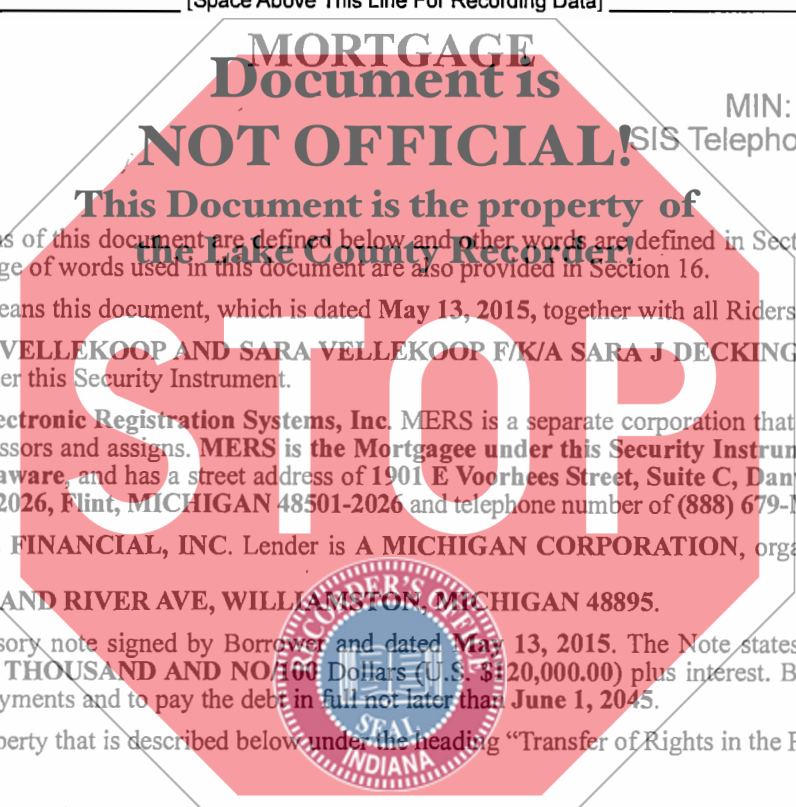 [Space Above This Line For Recording Data]
MORTGAGE
Document is
MIN:
NOT OFFICIAL!
SIS Telepho
This Document is the property of
ns of this document are defined below and other words are defined in Sect
the Lake County Recorder!
ge of words used in this document are also provided in Section 16.
eans this document, which is dated May 13, 2015, together with all Riders
VELLEKOOP AND SARA VELLEKOOP F/K/A SARA J DECKING
er this Security Instrument.
STOP
ectronic Registration Systems, Inc. MERS is a separate corporation that
ssors and assigns. MERS is the Mortgagee under this Security Instrum
aware, and has a street address of 1901 E Voorhees Street, Suite C, Dan
2026, Flint, MICHIGAN 48501-2026 and telephone number of (888) 679-
FINANCIAL, INC. Lender is A MICHIGAN CORPORATION, orga
AND RIVER AVE, WILLIAMSTON, MICHIGAN 48895.
sory note signed by Borrower and dated May 13, 2015. The Note states
THOUSAND AND NO/100 Dollars (U.S. $120,000.00) plus interest. B
yments and to pay the debt in full not later than June 1, 2045.
perty that is described below under the heading “Transfer of Rights in the P
RECORDER'S OFFICE
SEAL
INDIANA